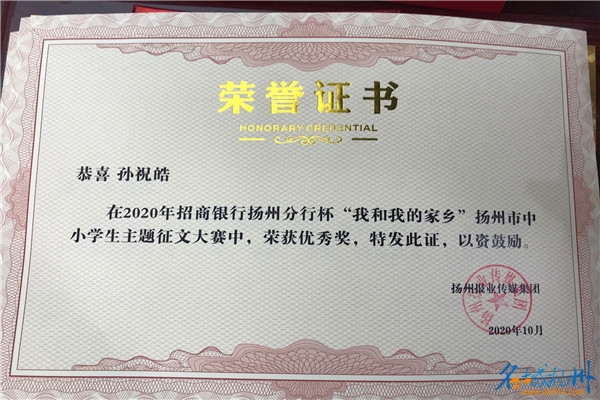 荣誉证书
HONORARY CREDENTIAL
恭喜 孙祝皓
在2020年招商银行扬州分行杯“我和我的家乡”扬州市中
小学生主题征文大赛中，荣获优秀奖，特发此证，以资鼓励。
扬州报业传媒集团
2020年10月